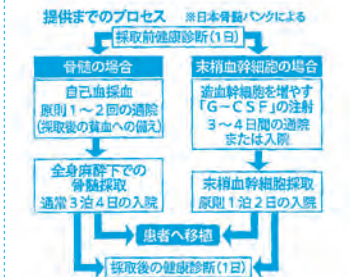 提供までのプロセス ※日本骨髄バンクによる
採取前健康診断(1日)
骨髄の場合
自己血採血
原則1～2回の通院
(採取後の貧血への備え)
全身麻酔下での
骨髄採取
通常3泊4日の入院
末梢血幹細胞の場合
造血幹細胞を増やす
「G－CSF」の注射
3～4日間の通院
または入院
末梢血幹細胞採取
原則1泊2日の入院
患者へ移植
採取後の健康診断(1日)